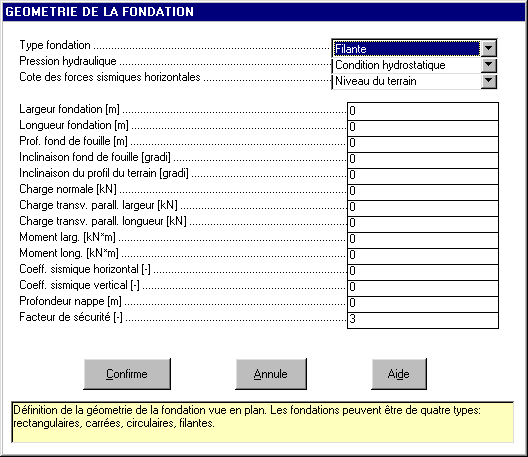 GEOMETRIE DE LA FONDATION
Type fondation Filante
Pression hydraulique Condition hydrostatique
Cote des forces sismiques horizontales Niveau du terrain
Largeur fondation [m] 0
Longueur fondation [m] 0
Prof. fond de fouille [m] 0
Inclinaison fond de fouille [gradi] 0
Inclinaison du profil du terrain [gradi] 0
Charge normale [kN] 0
Charge transv. parall. largeur [kN] 0
Charge transv. parall. longueur [kN] 0
Moment larg. [kN*m] 0
Moment long. [kN*m] 0
Coeff. sismique horizontal [-] 0
Coeff. sismique vertical [-] 0
Profondeur nappe [m] 0
Facteur de sécurité [-] 3
Confirme Annule Aide
Définition de la géometrie de la fondation vue en plan. Les fondations peuvent être de quatre types:
rectangulaires, carrées, circulaires, filantes.